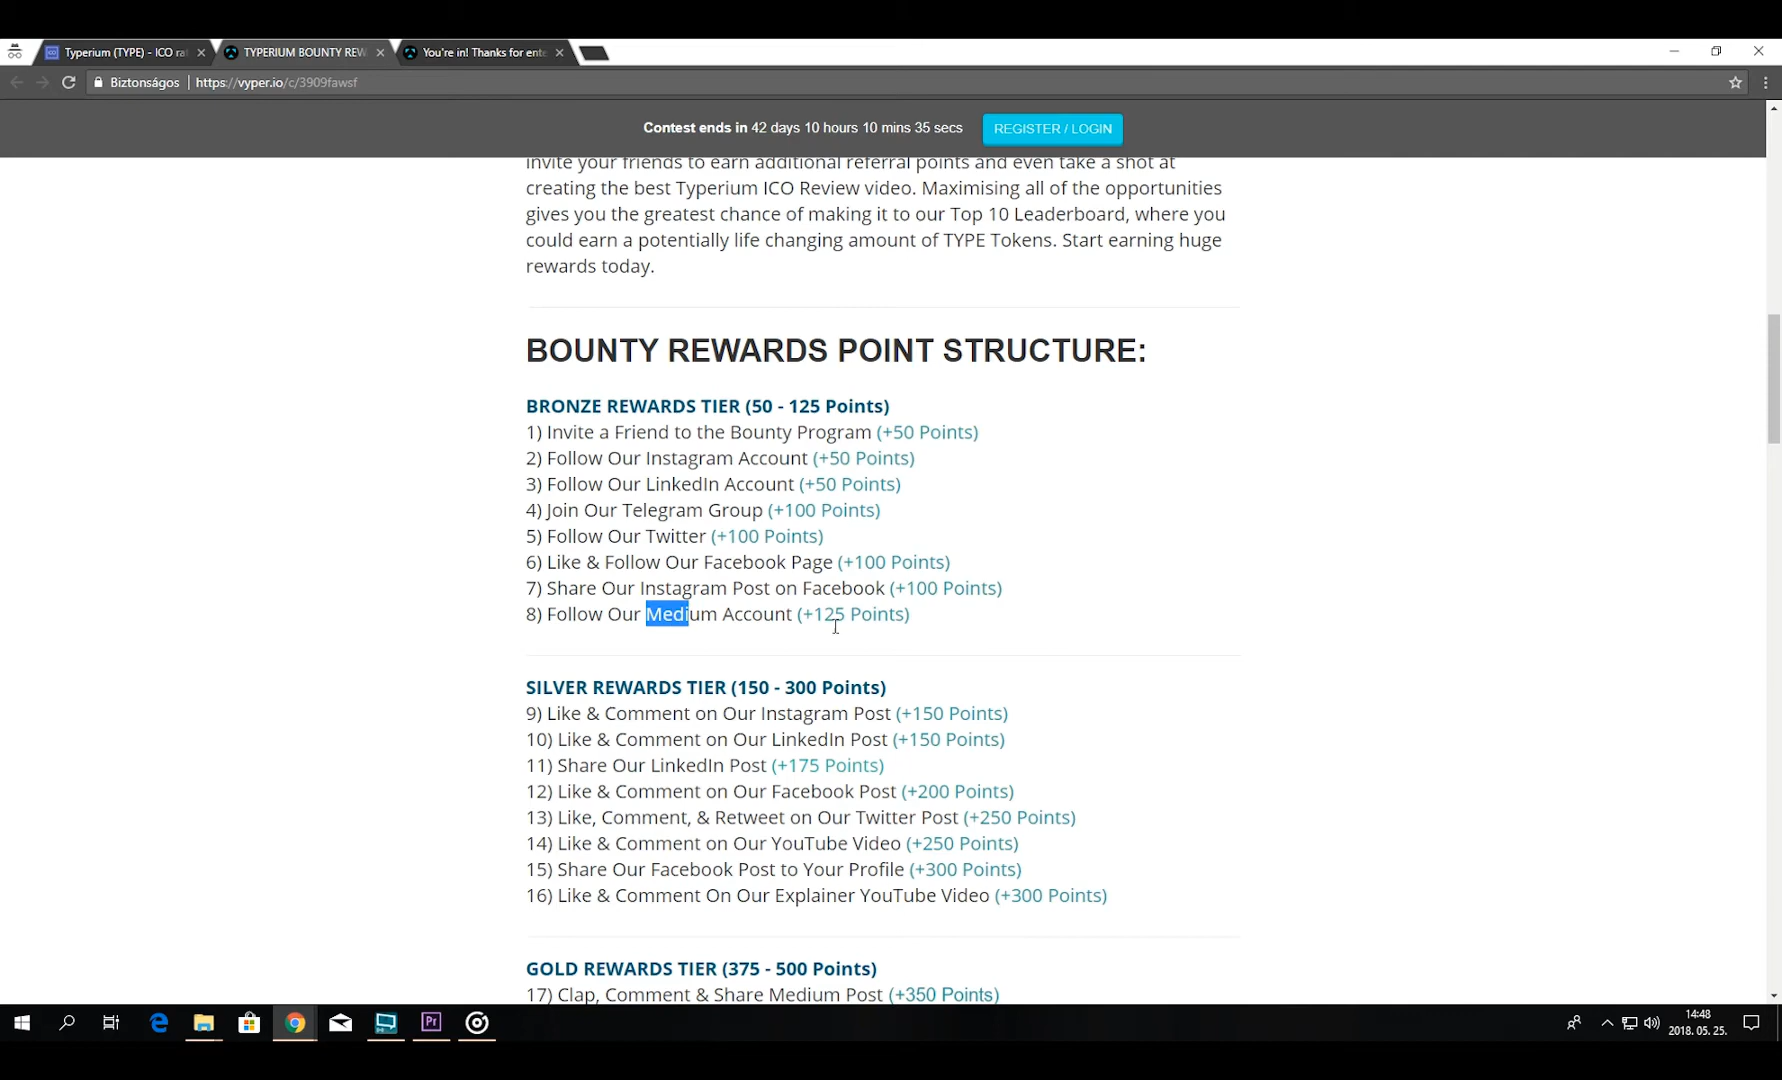 Typerium (TYPE) - ICO rat
TYPERIUM BOUNTY REW
You're in! Thanks for ente
Biztonságos
https://vyper.io/c/3909fawsf
Contest ends in 42 days 10 hours 10 mins 35 secs
REGISTER / LOGIN
invite your friends to earn additional referral points and even take a shot at
creating the best Typerium ICO Review video. Maximising all of the opportunities
gives you the greatest chance of making it to our Top 10 Leaderboard, where you
could earn a potentially life changing amount of TYPE Tokens. Start earning huge
rewards today.
BOUNTY REWARDS POINT STRUCTURE:
BRONZE REWARDS TIER (50 - 125 Points)
1) Invite a Friend to the Bounty Program (+50 Points)
2) Follow Our Instagram Account (+50 Points)
3) Follow Our LinkedIn Account (+50 Points)
4) Join Our Telegram Group (+100 Points)
5) Follow Our Twitter (+100 Points)
6) Like & Follow Our Facebook Page (+100 Points)
7) Share Our Instagram Post on Facebook (+100 Points)
8) Follow Our Medium Account (+125 Points)
SILVER REWARDS TIER (150 - 300 Points)
9) Like & Comment on Our Instagram Post (+150 Points)
10) Like & Comment on Our LinkedIn Post (+150 Points)
11) Share Our LinkedIn Post (+175 Points)
12) Like & Comment on Our Facebook Post (+200 Points)
13) Like, Comment, & Retweet on Our Twitter Post (+250 Points)
14) Like & Comment on Our YouTube Video (+250 Points)
15) Share Our Facebook Post to Your Profile (+300 Points)
16) Like & Comment On Our Explainer YouTube Video (+300 Points)
GOLD REWARDS TIER (375 - 500 Points)
17) Clap, Comment & Share Medium Post (+350 Points)
Pr
14:48
2018. 05. 25.